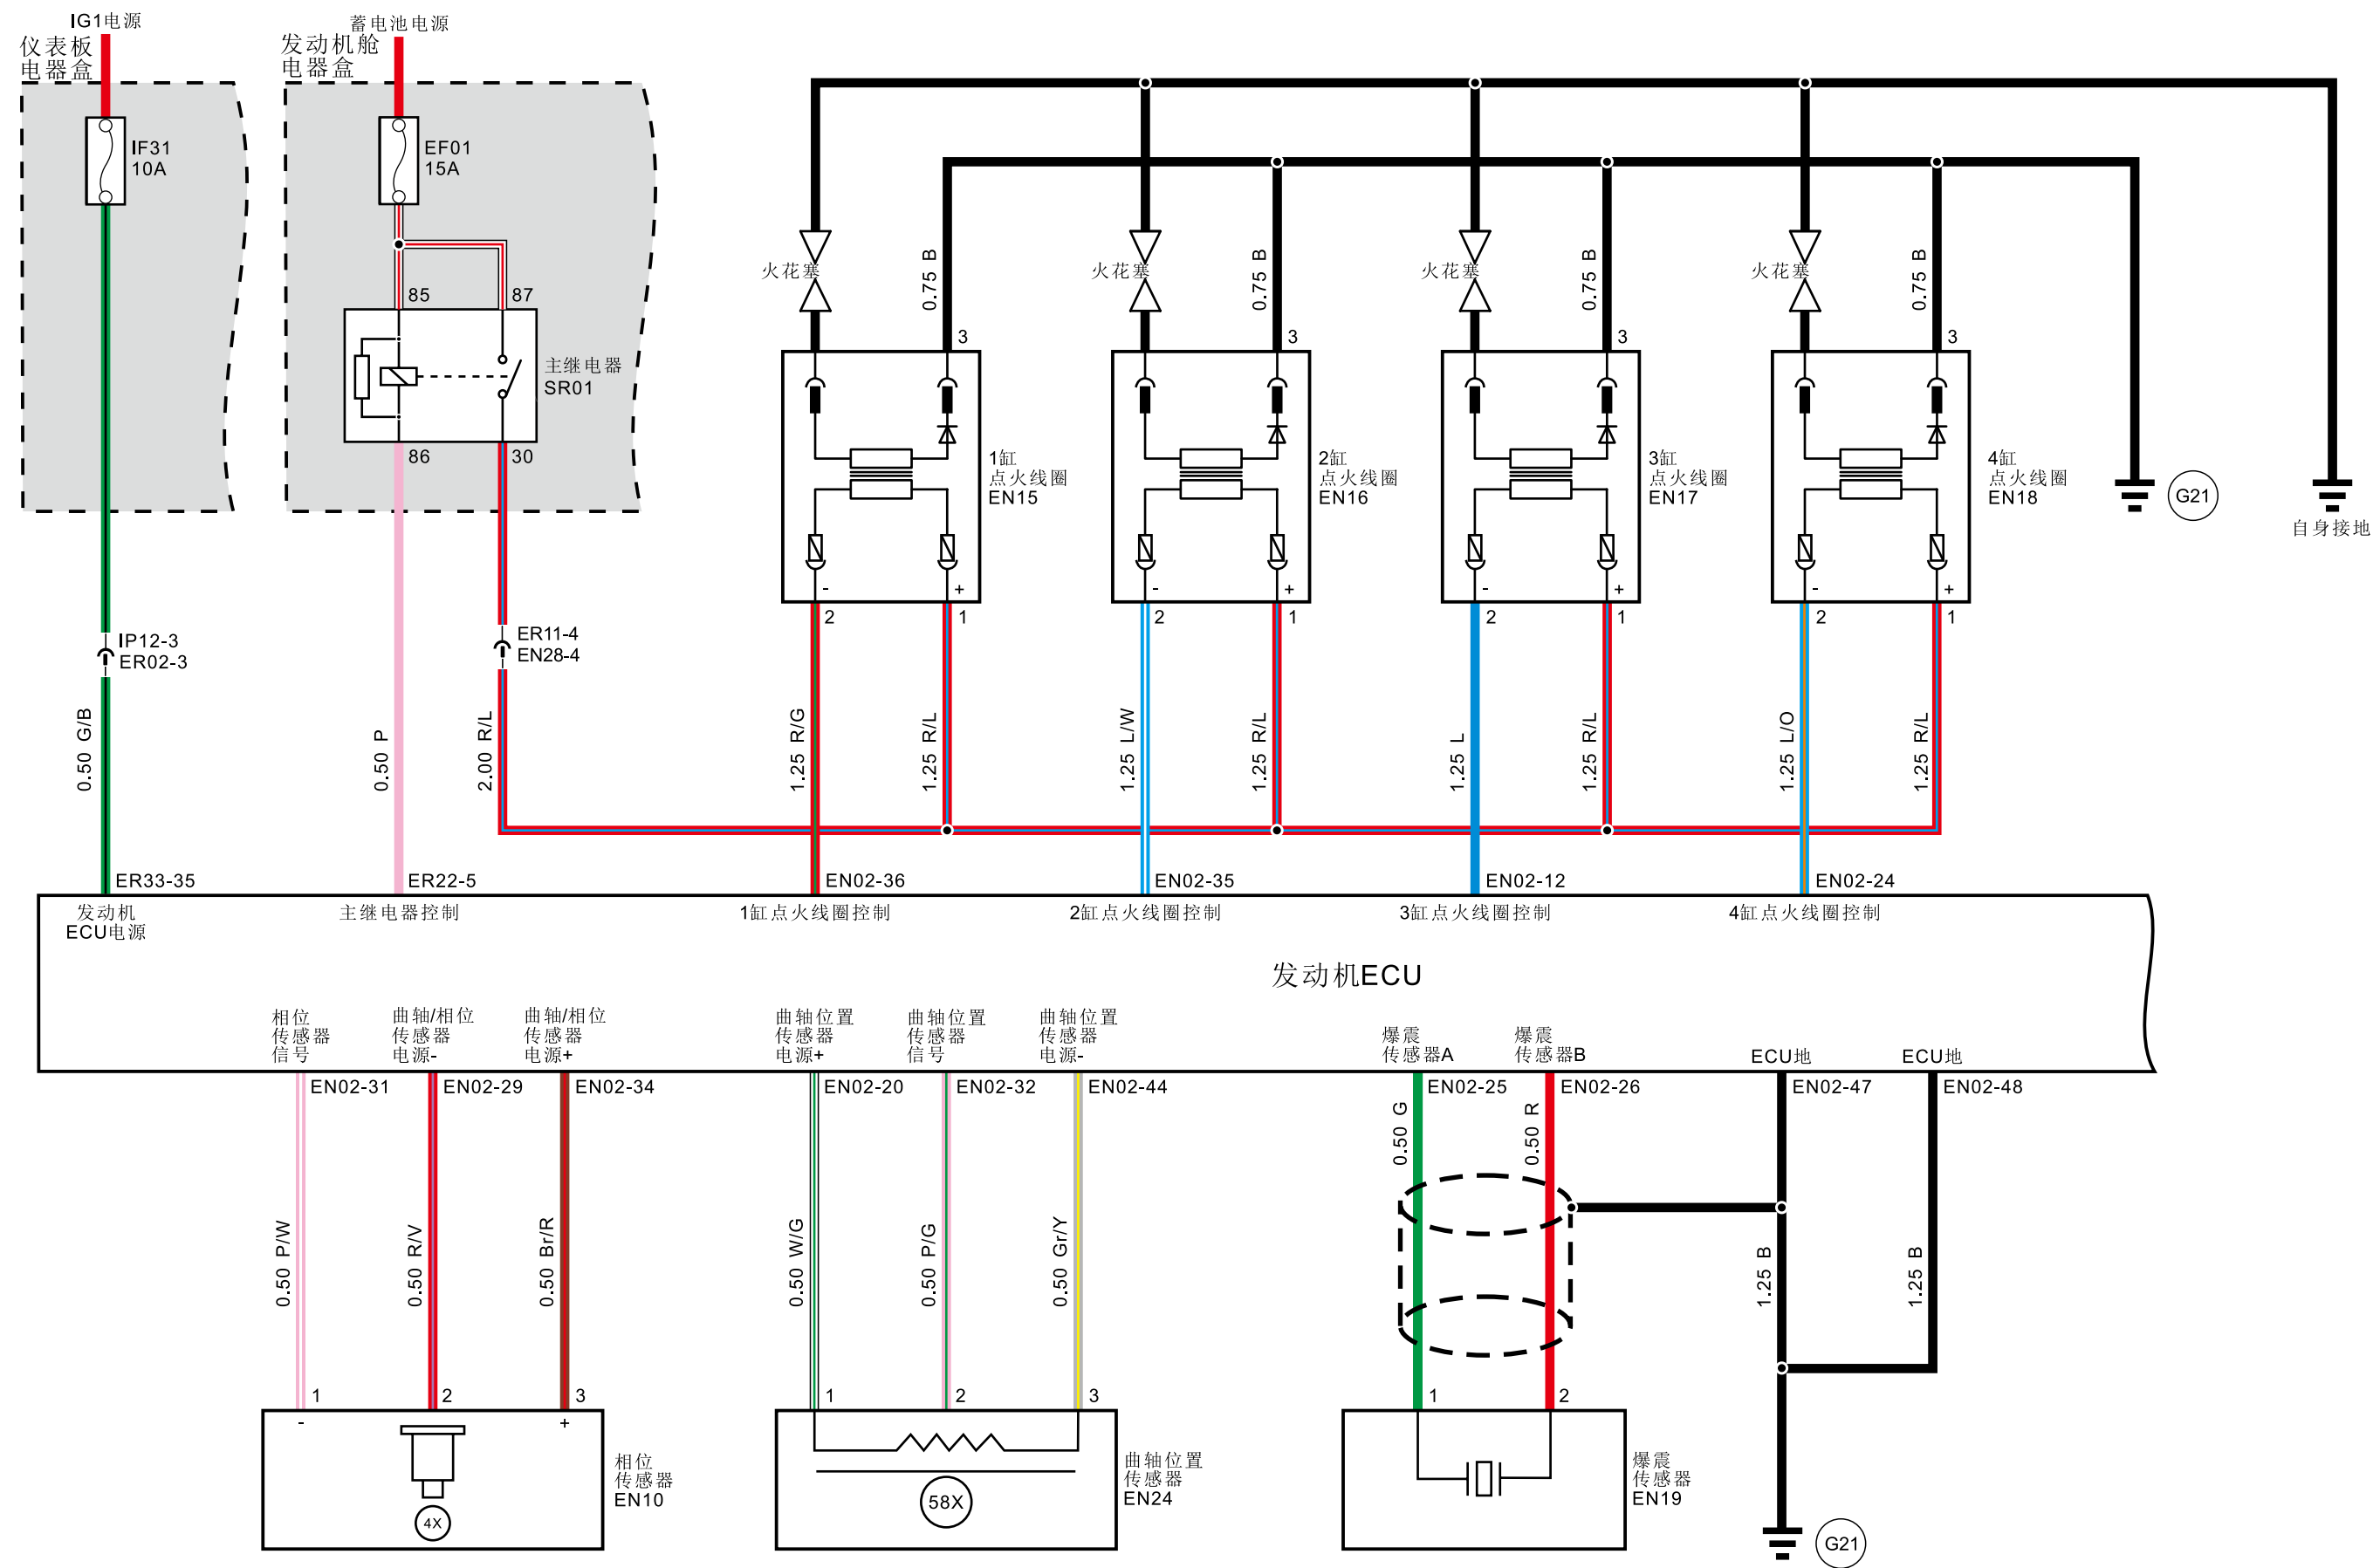 IG1电源
仪表板
电器盒
IF31
10A
蓄电池电源
发动机舱
电器盒
EF01
15A
85
87
主继电器
SR01
86
30
IP12-3
ER02-3
ER11-4
EN28-4
0.50 G/B
0.50 P
2.00 R/L
火花塞
0.75 B
火花塞
0.75 B
火花塞
0.75 B
火花塞
0.75 B
3
3
3
3
1缸
点火线圈
EN15
2缸
点火线圈
EN16
3缸
点火线圈
EN17
4缸
点火线圈
EN18
G21
自身接地
- +
- +
- +
- +
2 1
2 1
2 1
2 1
1.25 R/G
1.25 R/L
1.25 L/W
1.25 R/L
1.25 L
1.25 R/L
1.25 L/O
1.25 R/L
ER33-35
ER22-5
EN02-36
EN02-35
EN02-12
EN02-24
发动机
ECU电源
主继电器控制
1缸点火线圈控制
2缸点火线圈控制
3缸点火线圈控制
4缸点火线圈控制
发动机ECU
相位
传感器
信号
曲轴/相位
传感器
电源-
曲轴/相位
传感器
电源+
曲轴位置
传感器
电源+
曲轴位置
传感器
信号
曲轴位置
传感器
电源-
爆震
传感器A
爆震
传感器B
ECU地
ECU地
EN02-31
EN02-29
EN02-34
EN02-20
EN02-32
EN02-44
EN02-25
EN02-26
EN02-47
EN02-48
0.50 P/W
0.50 R/V
0.50 Br/R
0.50 W/G
0.50 P/G
0.50 Gr/Y
0.50 G
0.50 R
1.25 B
1.25 B
1 2 3
- +
4X
相位
传感器
EN10
1 2 3
58X
曲轴位置
传感器
EN24
1 2
爆震
传感器
EN19
G21